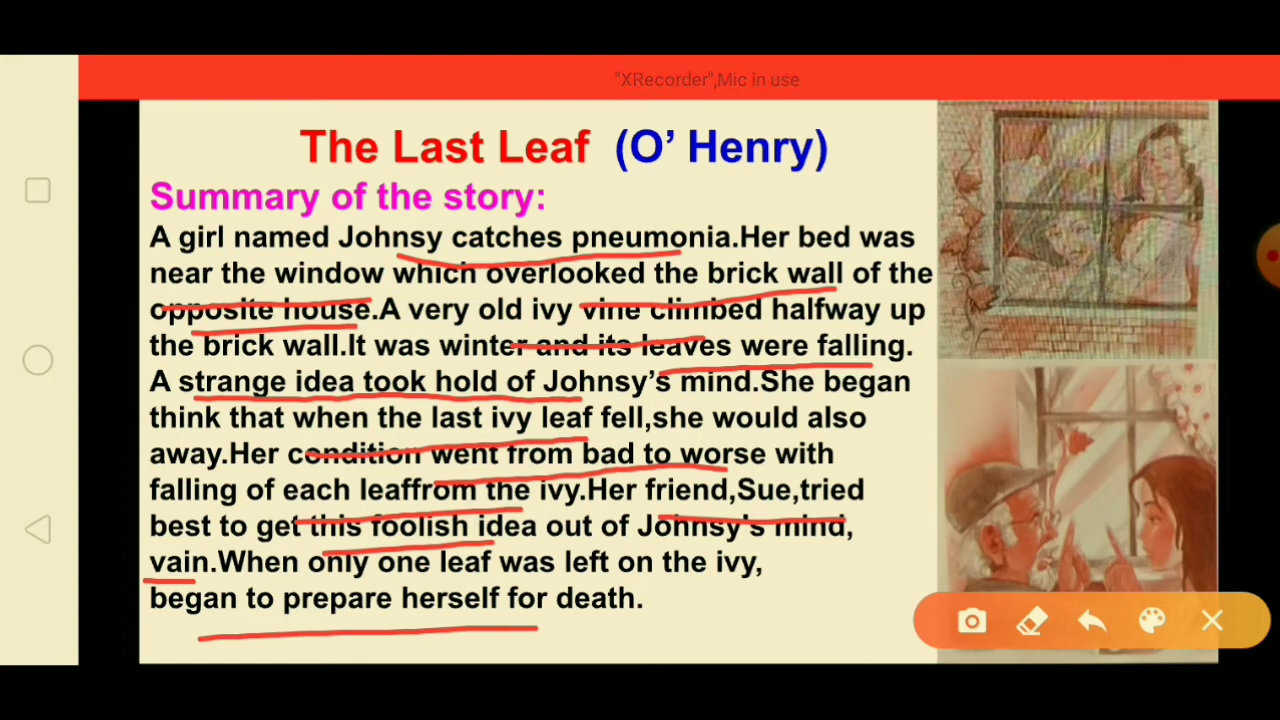 "XRecorder",Mic in use
The Last Leaf (O' Henry)
Summary of the story:
A girl named Johnsy catches pneumonia.Her bed was
near the window which overlooked the brick wall of the
opposite house.A very old ivy vine climbed halfway up
the brick wall.It was winter and its leaves were falling.
A strange idea took hold of Johnsy's mind.She began
think that when the last ivy leaf fell,she would also
away.Her condition went from bad to worse with
falling of each leaffrom the ivy.Her friend,Sue,tried
best to get this foolish idea out of Johnsy's mind,
vain.When only one leaf was left on the ivy,
began to prepare herself for death.